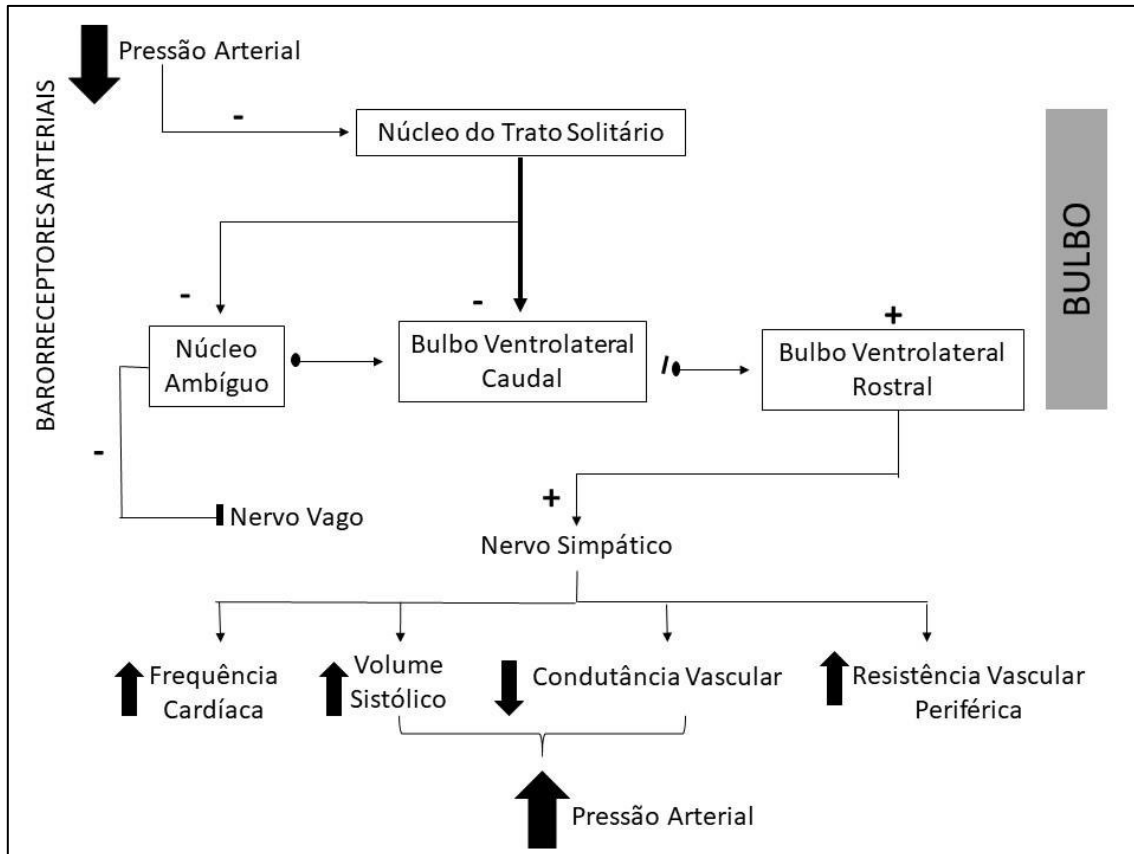 Pressão Arterial
BARORRECEPTORES ARTERIAIS
-
Núcleo do Trato Solitário
BULBO
-
-
+
Núcleo
Ambíguo
Bulbo Ventrolateral
Caudal
Bulbo Ventrolateral
Rostral
-
+
Nervo Vago
Nervo Simpático
Frequência
Cardíaca
Volume
Sistólico
Condutância Vascular
Resistência Vascular
Periférica
Pressão Arterial